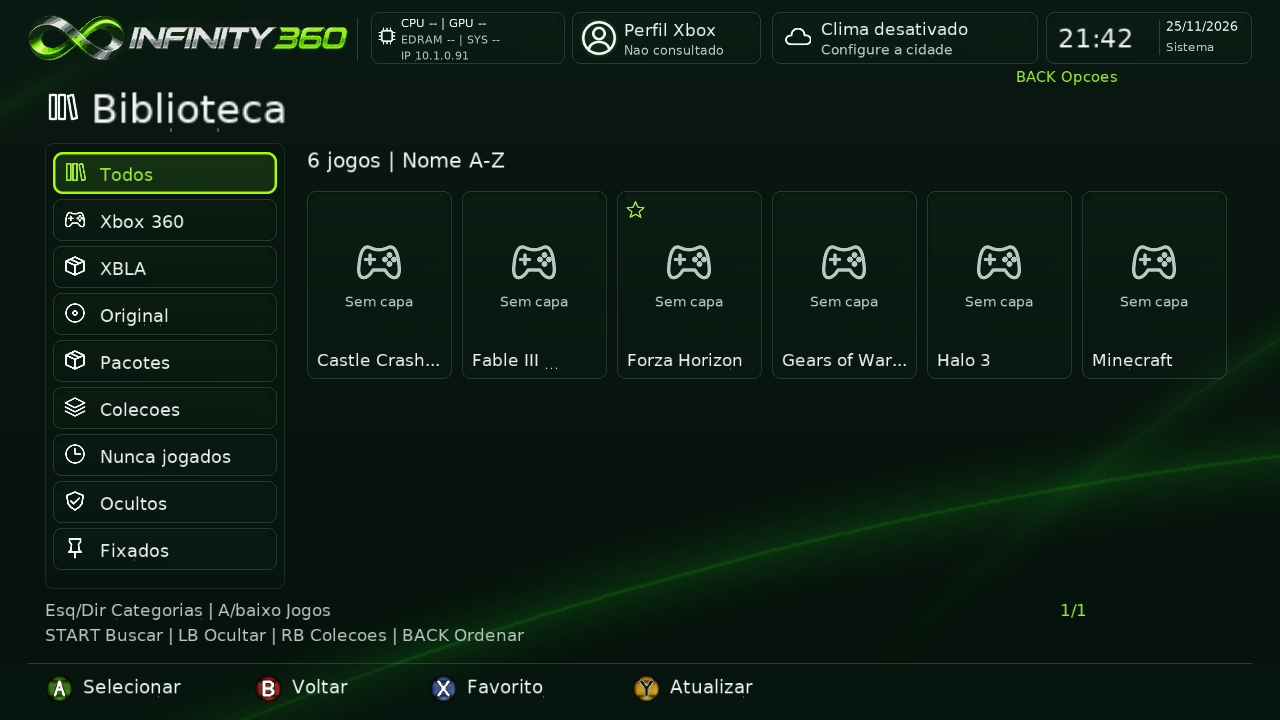 INFINITY 360
CPU -- | GPU --
EDRAM -- | SYS --
IP 10.1.0.91
Perfil Xbox
Nao consultado
Clima desativado
Configure a cidade
21:42
25/11/2026
Sistema
BACK Opcoes
Biblioteca
Todos
Xbox 360
XBLA
Original
Pacotes
Colecoes
Nunca jogados
Ocultos
Fixados
6 jogos | Nome A-Z
Sem capa
Castle Crash...
Sem capa
Fable III ...
Sem capa
Forza Horizon
Sem capa
Gears of War...
Sem capa
Halo 3
Sem capa
Minecraft
Esq/Dir Categorias | A/baixo Jogos
1/1
START Buscar | LB Ocultar | RB Colecoes | BACK Ordenar
A Selecionar
B Voltar
X Favorito
Y Atualizar